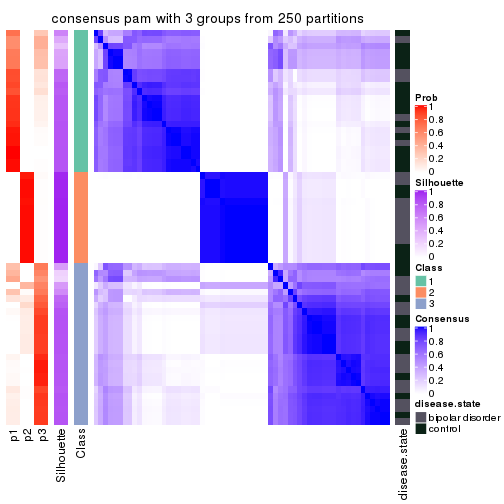 consensus pam with 3 groups from 250 partitions
Prob
1
0.8
0.6
0.4
0.2
0
Silhouette
1
0.8
0.6
0.4
0.2
0
Class
1
2
3
Consensus
1
0.8
0.6
0.4
0.2
0
disease.state
bipolar disorder
control
p1
p2
p3
Silhouette
Class
disease.state